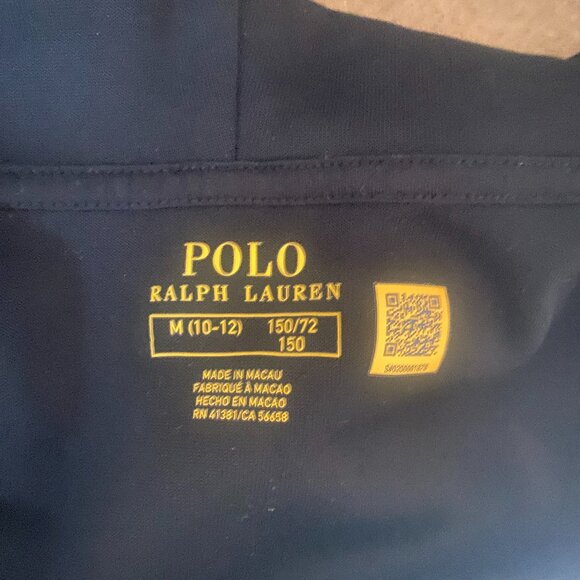 POLO
RALPH LAUREN
M (10-12) 150/72
150
MADE IN MACAU
FABRIQUÉ À MACAO
HECHO EN MACAO
RN 41381/CA 56658